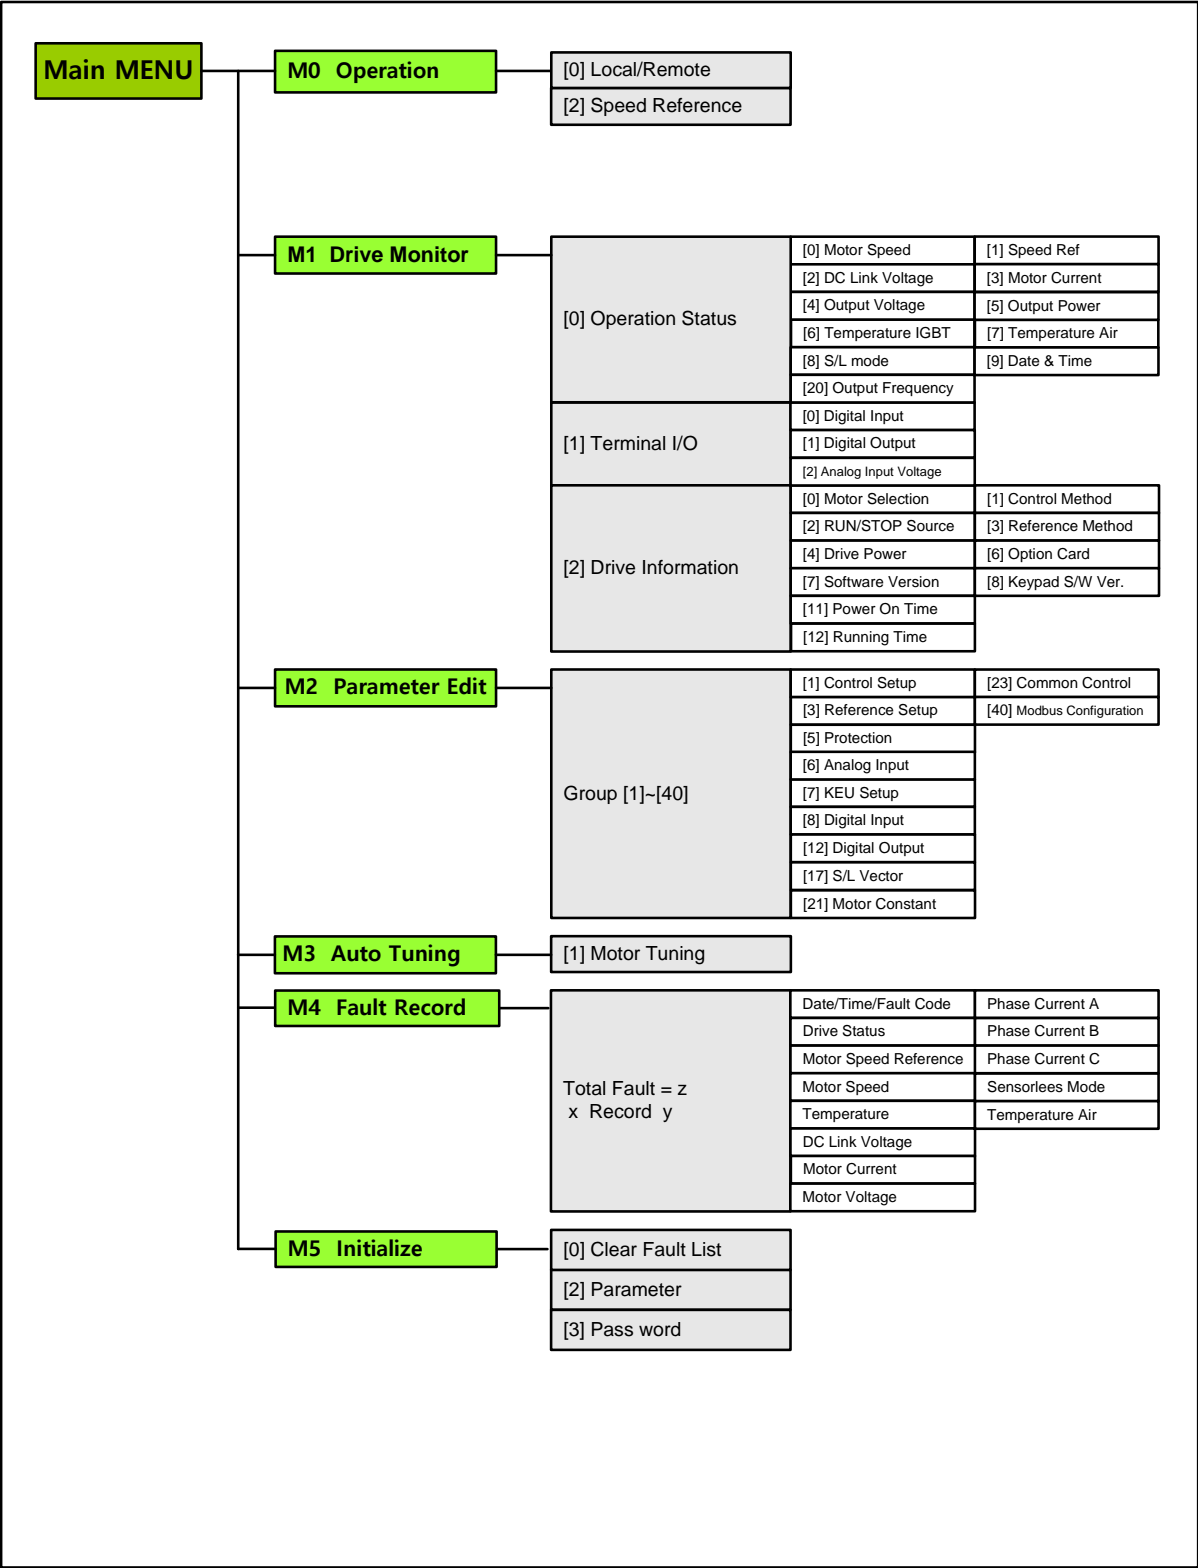 Main MENU
M0 Operation
[0] Local/Remote
[2] Speed Reference
M1 Drive Monitor
[0] Operation Status
[0] Motor Speed
[1] Speed Ref
[2] DC Link Voltage
[3] Motor Current
[4] Output Voltage
[5] Output Power
[6] Temperature IGBT
[7] Temperature Air
[8] S/L mode
[9] Date & Time
[20] Output Frequency
[1] Terminal I/O
[0] Digital Input
[1] Digital Output
[2] Analog Input Voltage
[2] Drive Information
[0] Motor Selection
[1] Control Method
[2] RUN/STOP Source
[3] Reference Method
[4] Drive Power
[6] Option Card
[7] Software Version
[8] Keypad S/W Ver.
[11] Power On Time
[12] Running Time
M2 Parameter Edit
Group [1]~[40]
[1] Control Setup
[23] Common Control
[3] Reference Setup
[40] Modbus Configuration
[5] Protection
[6] Analog Input
[7] KEU Setup
[8] Digital Input
[12] Digital Output
[17] S/L Vector
[21] Motor Constant
M3 Auto Tuning
[1] Motor Tuning
M4 Fault Record
Total Fault = z
x Record y
Date/Time/Fault Code
Phase Current A
Drive Status
Phase Current B
Motor Speed Reference
Phase Current C
Motor Speed
Sensorlees Mode
Temperature
Temperature Air
DC Link Voltage
Motor Current
Motor Voltage
M5 Initialize
[0] Clear Fault List
[2] Parameter
[3] Pass word